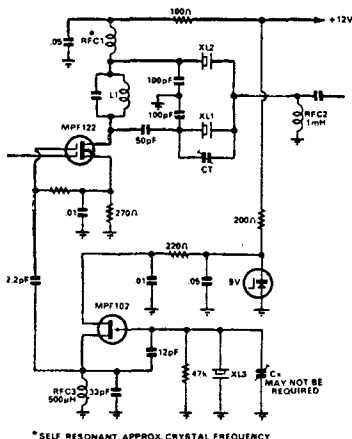 100Ω
+12V
.05
*
RFC1
XL2
100pF
L1
100pF
XL1
RFC2
1mH
MPF122
50pF
CT
.01
270Ω
200Ω
220Ω
9V
2.2pF
.01
.05
MPF102
12pF
RFC3
500μH
33pF
47k
XL3
Cx
MAY NOT BE
REQUIRED
* SELF RESONANT APPROX. CRYSTAL FREQUENCY